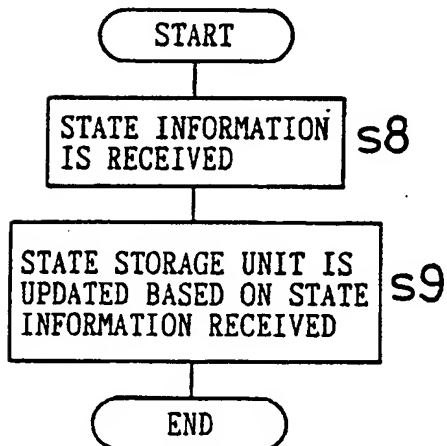 START
STATE INFORMATION
IS RECEIVED
s8
STATE STORAGE UNIT IS
UPDATED BASED ON STATE
INFORMATION RECEIVED
s9
END